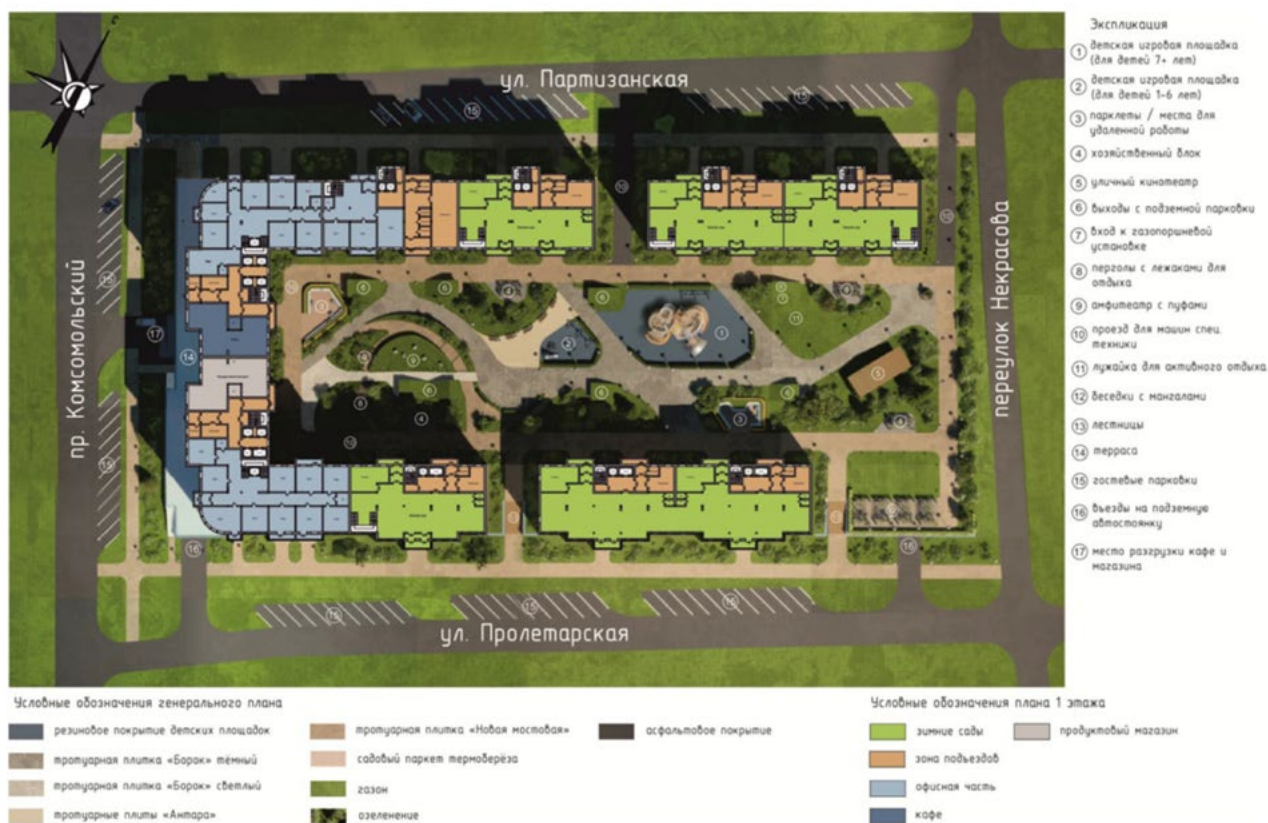 с
ул. Партизанская
пр. Комсомольский
переулок Некрасова
ул. Пролетарская
Экспликация
1 детская игровая площадка
(для детей 7+ лет)
2 детская игровая площадка
(для детей 1-6 лет)
3 парклеты / места для
удаленной работы
4 хозяйственный блок
5 уличный кинотеатр
6 выходы с подземной парковки
7 вход к газопоршневой
установке
8 перголы с лежаками для
отдыха
9 амфитеатр с пуфами
10 проезд для машин спец.
техники
11 лужайка для активного отдыха
12 беседки с мангалами
13 лестницы
14 терраса
15 гостевые парковки
16 въезды на подземную
автостоянку
17 место разгрузки кафе и
магазина
Условные обозначения генерального плана
резиновое покрытие детских площадок
тротуарная плитка «Борок» тёмный
тротуарная плитка «Борок» светлый
тротуарные плиты «Антара»
тротуарная плитка «Новая мостовая»
садовый паркет термоберёза
газон
озеленение
асфальтовое покрытие
Условные обозначения плана 1 этажа
зимние сады
зона подъездов
офисная часть
кафе
продуктовый магазин